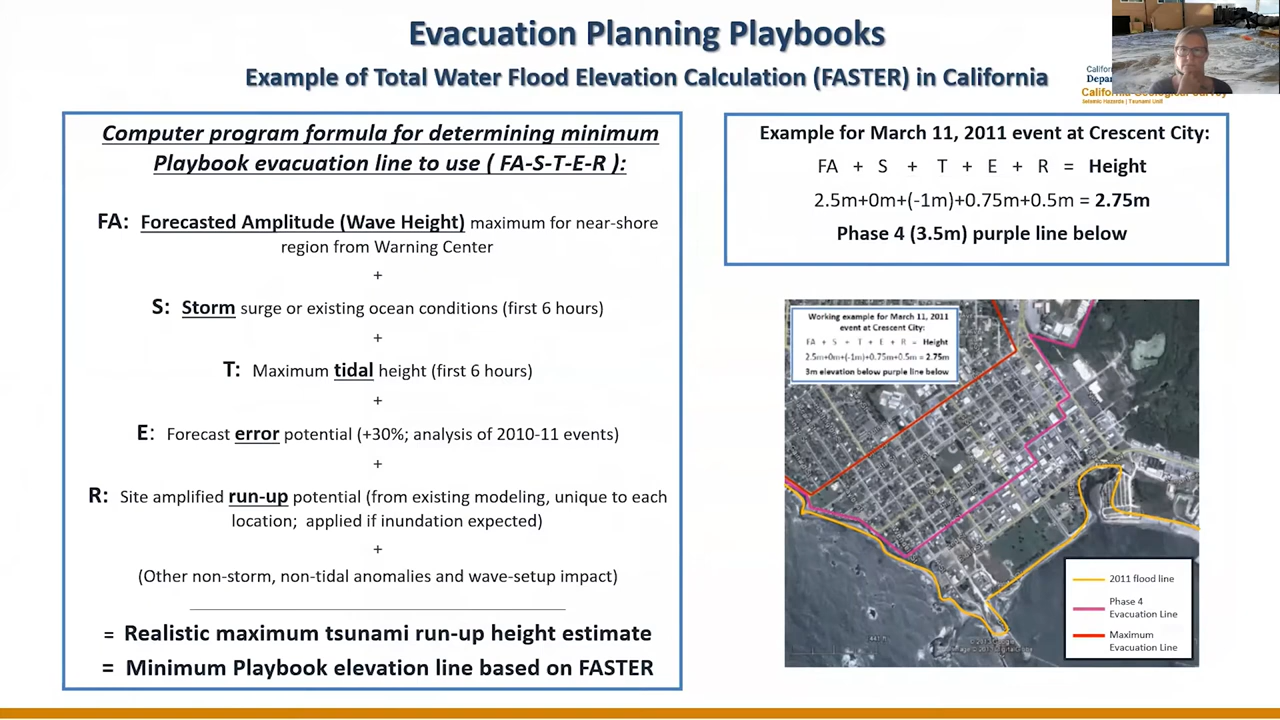 Evacuation Planning Playbooks
Example of Total Water Flood Elevation Calculation (FASTER) in California
Califor
Depar
California Geological Survey
Seismic Hazards | Tsunami Unit
Computer program formula for determining minimum
Playbook evacuation line to use ( FA-S-T-E-R ):
FA: Forecasted Amplitude (Wave Height) maximum for near-shore
region from Warning Center
+
S: Storm surge or existing ocean conditions (first 6 hours)
+
T: Maximum tidal height (first 6 hours)
+
E: Forecast error potential (+30%; analysis of 2010-11 events)
+
R: Site amplified run-up potential (from existing modeling, unique to each
location; applied if inundation expected)
+
(Other non-storm, non-tidal anomalies and wave-setup impact)
= Realistic maximum tsunami run-up height estimate
= Minimum Playbook elevation line based on FASTER
Example for March 11, 2011 event at Crescent City:
FA + S + T + E + R = Height
2.5m+0m+(-1m)+0.75m+0.5m = 2.75m
Phase 4 (3.5m) purple line below
Working example for March 11, 2011
event at Crescent City:
FA + S + T + E + R = Height
2.5m+0m+(-1m)+0.75m+0.5m = 2.75m
3m elevation below purple line below
2011 flood line
Phase 4
Evacuation Line
Maximum
Evacuation Line